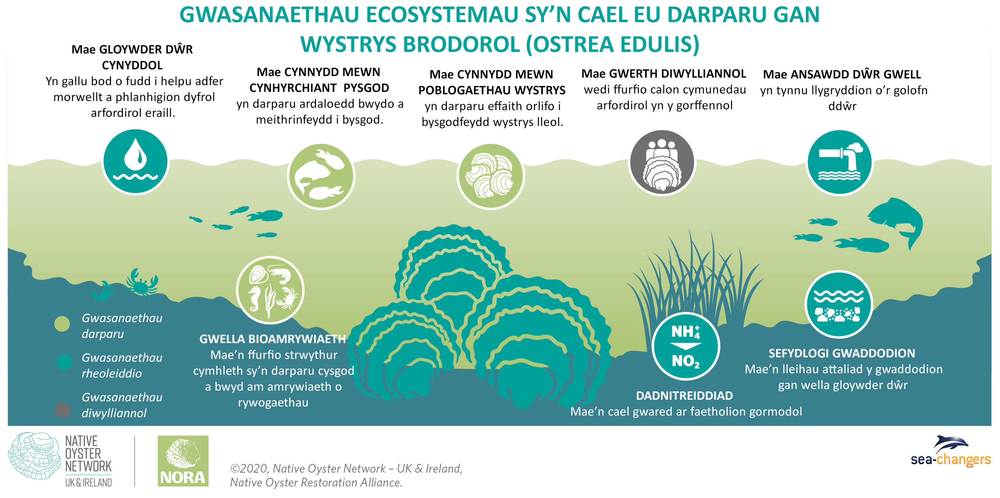 GWASANAETHAU ECOSYSTEMAU SY'N CAEL EU DARPARU GAN
WYSTRYS BRODOROL (OSTREA EDULIS)
Mae GLOYWDER DŴR
CYNYDDOL
Yn gallu bod o fudd i helpu adfer
morwellt a phlanhigion dyfrol
arfordirol eraill.
Mae CYNNYDD MEWN
CYNHYRCHIANT PYSGOD
yn darparu ardaloedd bwydo a
meithrinfeydd i bysgod.
Mae CYNNYDD MEWN
POBLOGAETHAU WYSTRYS
yn darparu effaith orlifo i
bysgodfeydd wystrys lleol.
Mae GWERTH DIWYLLIANNOL
wedi ffurfio calon cymunedau
arfordirol yn y gorffennol
Mae ANSAWDD DŴR GWELL
yn tynnu llygryddion o'r golofn
ddŵr
Gwasanaethau
darparu
Gwasanaethau
rheoleiddio
Gwasanaethau
diwylliannol
GWELLA BIOAMRYWIAETH
Mae'n ffurfio strwythur
cymhleth sy'n darparu cysgod
a bwyd am amrywiaeth o
rywogaethau
NH₄⁺
NO₂
DADNITREIDDIAD
Mae'n cael gwared ar faetholion gormodol
SEFYDLOGI GWADDODION
Mae'n lleihau attaliad y gwaddodion
gan wella gloywder dŵr
NATIVE
OYSTER
NETWORK
UK & IRELAND
NORA
©2020, Native Oyster Network – UK & Ireland,
Native Oyster Restoration Alliance.
sea-changers